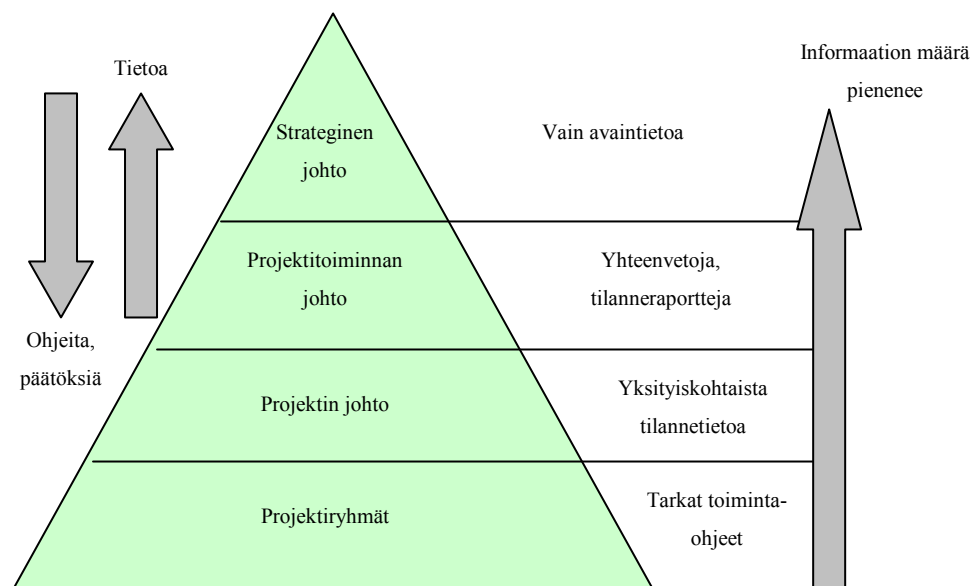 Tietoa
Ohjeita,
päätöksiä
Strateginen
johto
Vain avaintietoa
Informaation määrä
pienenee
Projektitoiminnan
johto
Yhteenvetoja,
tilanneraportteja
Projektin johto
Yksityiskohtaista
tilannetietoa
Projektiryhmät
Tarkat toiminta-
ohjeet